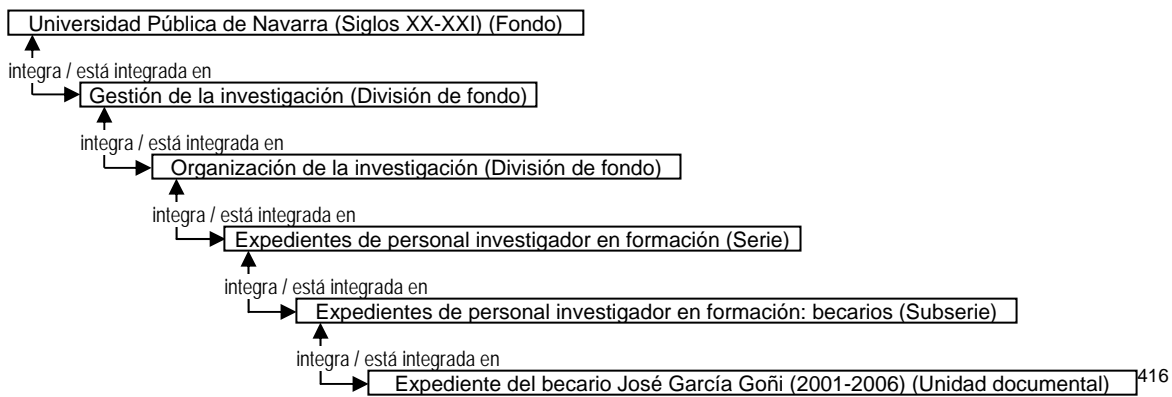 Universidad Pública de Navarra (Siglos XX-XXI) (Fondo)
integra / está integrada en
Gestión de la investigación (División de fondo)
integra / está integrada en
Organización de la investigación (División de fondo)
integra / está integrada en
Expedientes de personal investigador en formación (Serie)
integra / está integrada en
Expedientes de personal investigador en formación: becarios (Subserie)
integra / está integrada en
Expediente del becario José García Goñi (2001-2006) (Unidad documental) 416